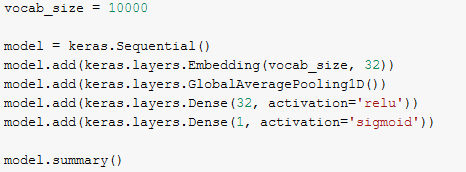 vocab_size = 10000
model = keras.Sequential()
model.add(keras.layers.Embedding(vocab_size, 32))
model.add(keras.layers.GlobalAveragePooling1D())
model.add(keras.layers.Dense(32, activation='relu'))
model.add(keras.layers.Dense(1, activation='sigmoid'))
model.summary()